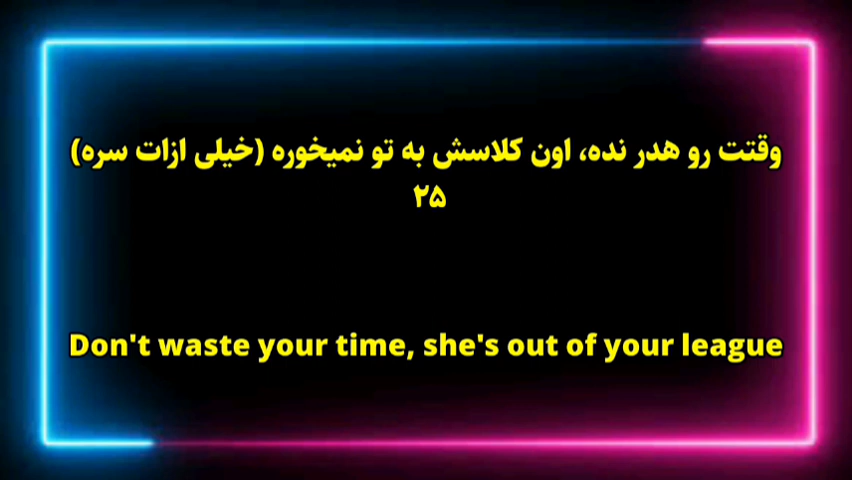 وقتت رو هدر نده، اون کلاسش به تو نمیخوره (خیلی ازات سره)
۲۵
Don't waste your time, she's out of your league